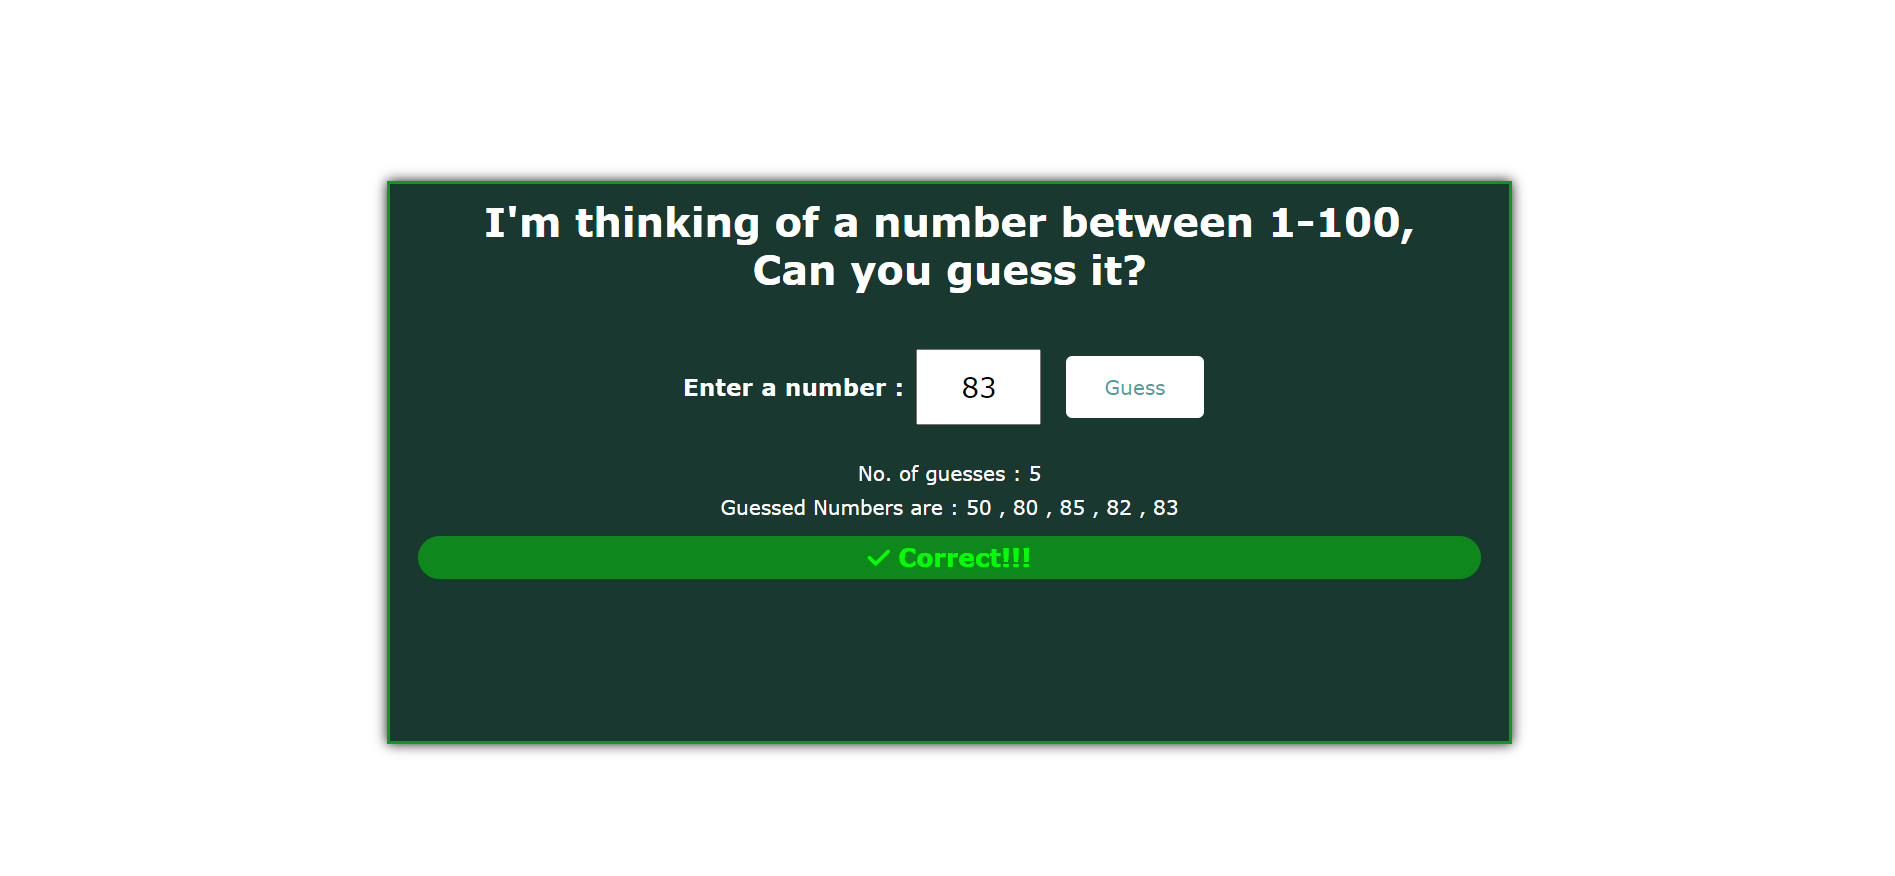 I'm thinking of a number between 1-100,
Can you guess it?
Enter a number : 83 Guess
No. of guesses : 5
Guessed Numbers are : 50 , 80 , 85 , 82 , 83
✓ Correct!!!